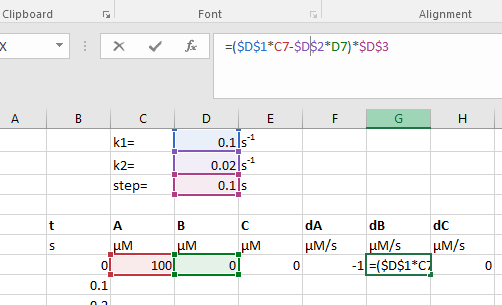 Clipboard Font Alignment
X fx =($D$1*C7-$D$2*D7)*$D$3
A B C D E F G H
k1= 0.1 s-1
k2= 0.02 s-1
step= 0.1 s
t A B C dA dB dC
s µM µM µM µM/s µM/s µM/s
0 100 0 0 -1 =($D$1*C7 0
0.1